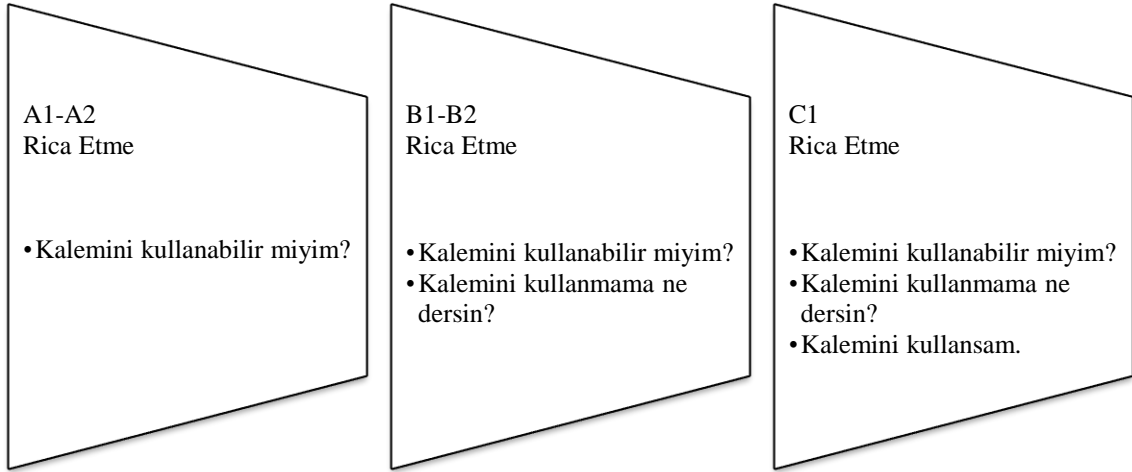 A1-A2
Rica Etme
•Kalemini kullanabilir miyim?
B1-B2
Rica Etme
•Kalemini kullanabilir miyim?
•Kalemini kullanmama ne
dersin?
C1
Rica Etme
•Kalemini kullanabilir miyim?
•Kalemini kullanmama ne
dersin?
•Kalemini kullansam.